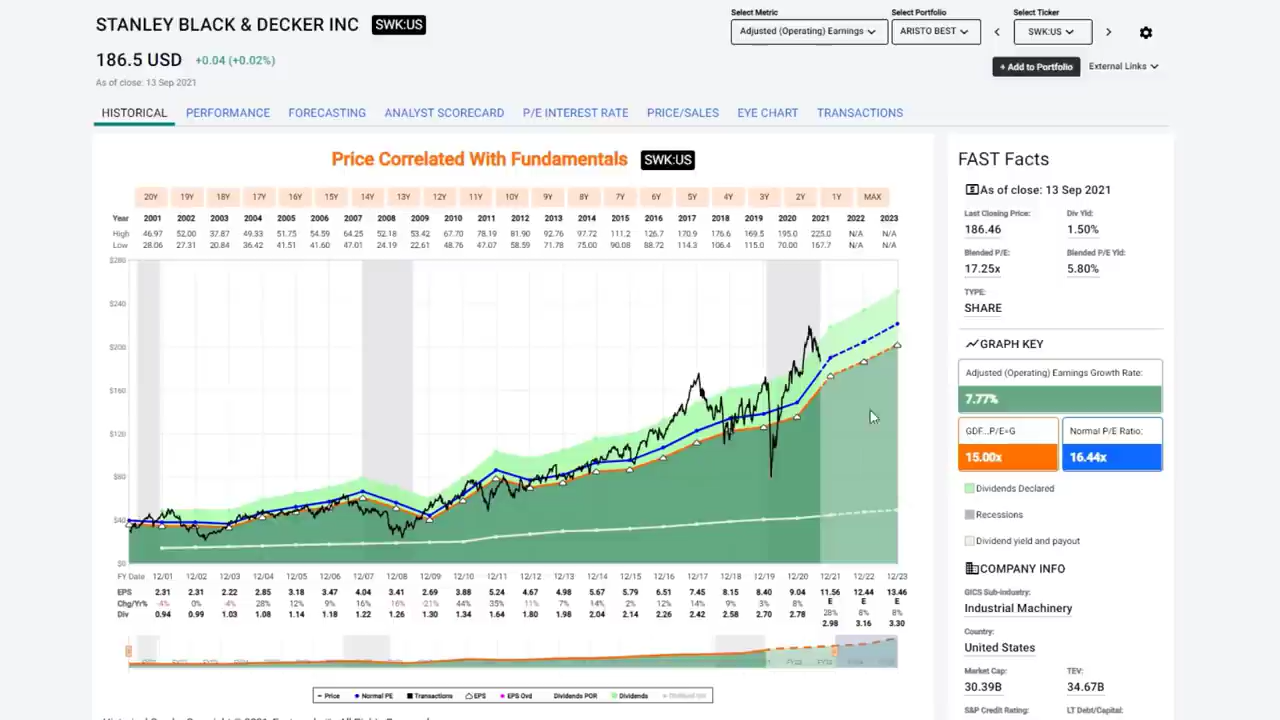 STANLEY BLACK & DECKER INC SWK:US
186.5 USD +0.04 (+0.02%)
As of close: 13 Sep 2021
Select Metric Select Portfolio Select Ticker
Adjusted (Operating) Earnings ARISTO BEST SWK:US
+ Add to Portfolio External Links
HISTORICAL PERFORMANCE FORECASTING ANALYST SCORECARD P/E INTEREST RATE PRICE/SALES EYE CHART TRANSACTIONS
Price Correlated With Fundamentals SWK:US
20Y 19Y 18Y 17Y 16Y 15Y 14Y 13Y 12Y 11Y 10Y 9Y 8Y 7Y 6Y 5Y 4Y 3Y 2Y 1Y MAX
Year 2001 2002 2003 2004 2005 2006 2007 2008 2009 2010 2011 2012 2013 2014 2015 2016 2017 2018 2019 2020 2021 2022 2023
High 46.97 52.00 37.87 49.33 51.75 54.59 64.25 52.18 53.42 67.70 78.19 81.90 92.76 97.72 111.2 126.7 170.9 176.6 169.5 195.0 225.0 N/A N/A
Low 28.06 27.31 20.84 36.42 41.51 41.60 47.01 24.19 22.61 48.76 47.07 58.59 71.78 75.00 90.08 88.72 114.3 106.4 115.0 70.00 167.7 N/A N/A
$280
$240
$200
$160
$120
$80
$40
$0
FY Date 12/01 12/02 12/03 12/04 12/05 12/06 12/07 12/08 12/09 12/10 12/11 12/12 12/13 12/14 12/15 12/16 12/17 12/18 12/19 12/20 12/21 12/22 12/23
EPS 2.31 2.31 2.22 2.85 3.18 3.47 4.04 3.41 2.69 3.88 5.24 4.67 4.98 5.67 5.79 6.51 7.45 8.15 8.40 9.04 11.56 12.44 13.46
E E E
Chg/Yr% -4% 0% -4% 28% 12% 9% 16% 16% -21% 44% 35% 11% 7% 14% 2% 12% 14% 9% 3% 8% 28% 8% 8%
Div 0.94 0.99 1.03 1.08 1.14 1.18 1.22 1.26 1.30 1.34 1.64 1.80 1.98 2.04 2.14 2.26 2.42 2.58 2.70 2.78 2.98 3.16 3.30
Price Normal PE Transactions EPS EPS Ovd Dividends POR Dividends
FAST Facts
As of close: 13 Sep 2021
Last Closing Price: Div Yld:
186.46 1.50%
Blended P/E: Blended P/E Yld:
17.25x 5.80%
TYPE:
SHARE
GRAPH KEY
Adjusted (Operating) Earnings Growth Rate:
7.77%
GDF...P/E=G Normal P/E Ratio:
15.00x 16.44x
Dividends Declared
Recessions
Dividend yield and payout
COMPANY INFO
GICS Sub-industry:
Industrial Machinery
Country:
United States
Market Cap: TEV:
30.39B 34.67B
S&P Credit Rating: LT Debt/Capital: